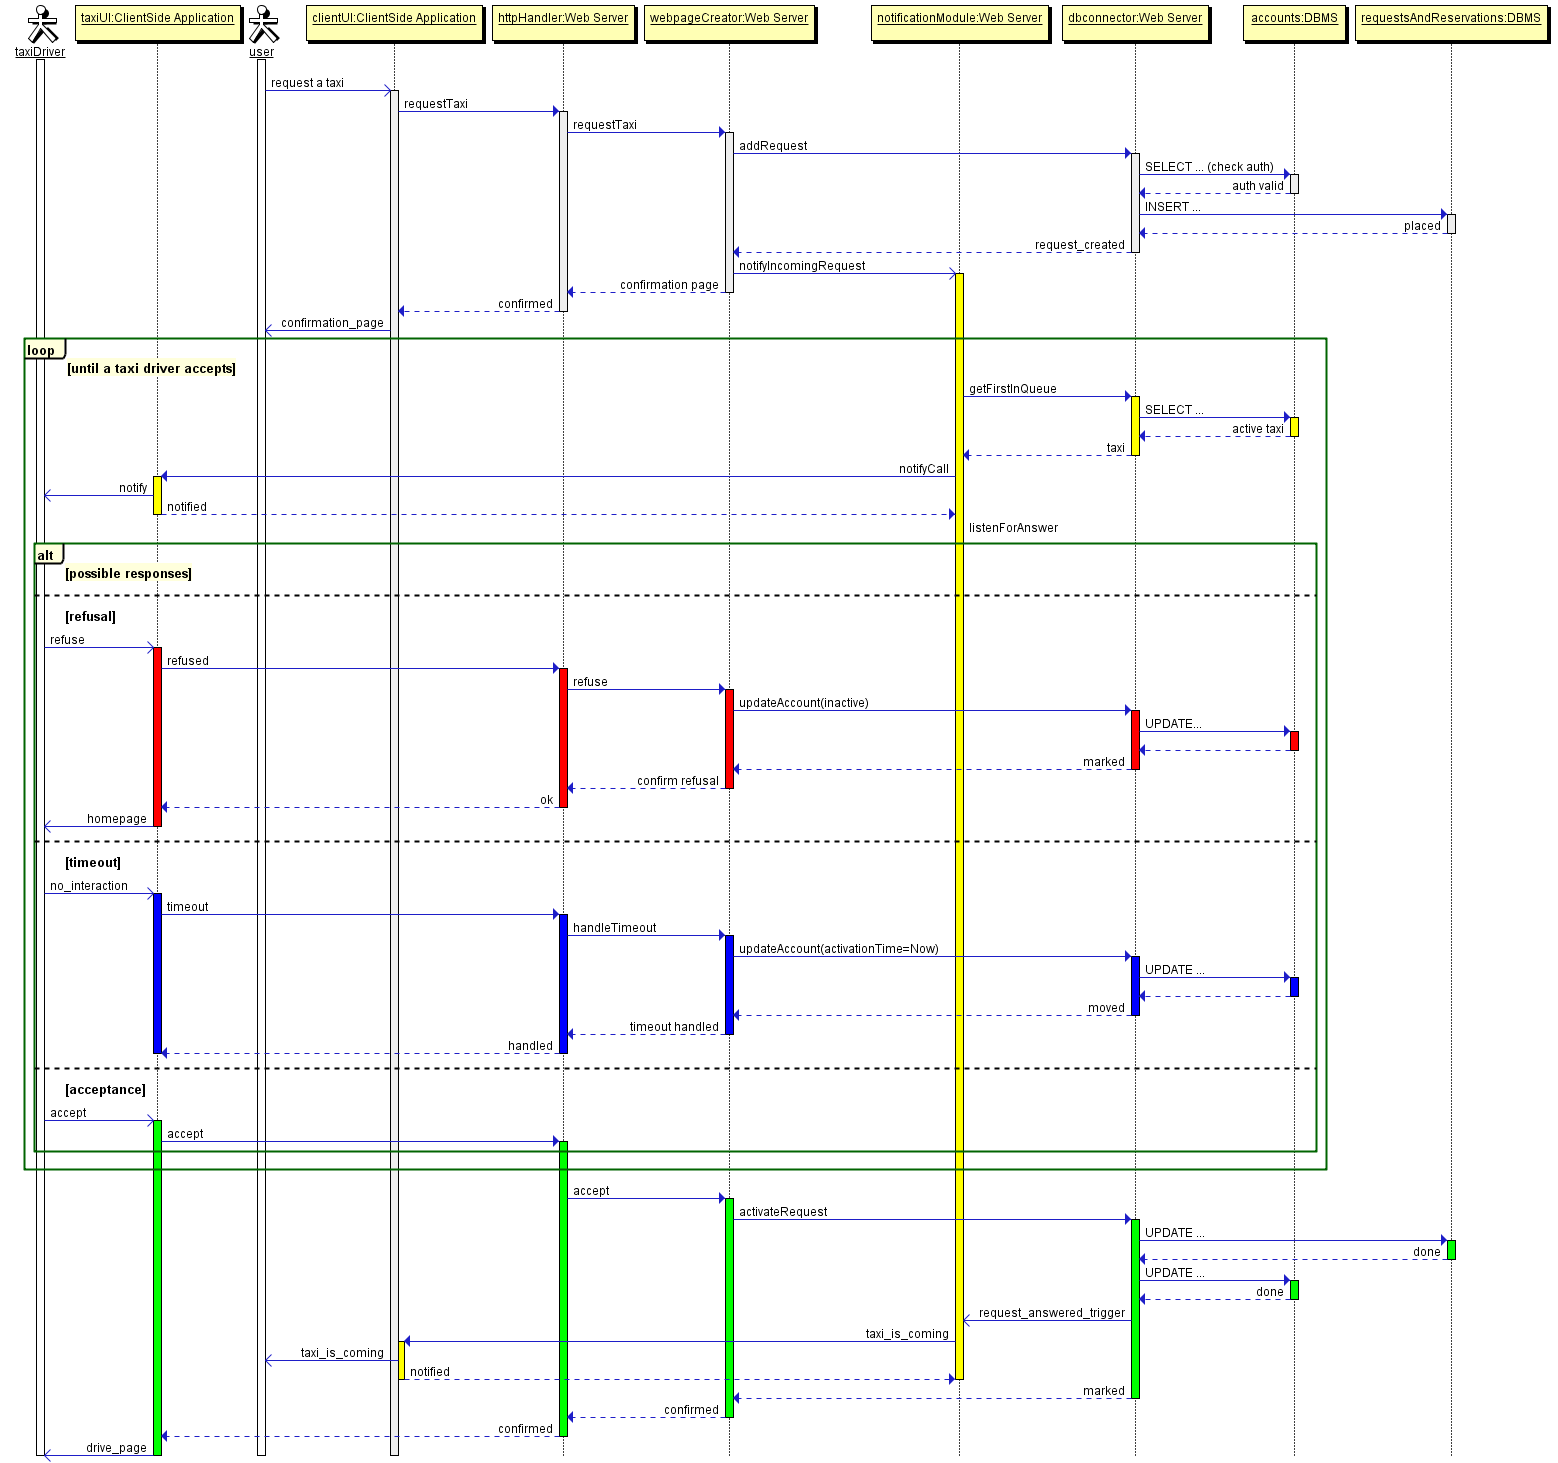 taxiUI:ClientSide Application
clientUI:ClientSide Application
httpHandler:Web Server
webpageCreator:Web Server
notificationModule:Web Server
dbconnector:Web Server
accounts:DBMS
requestsAndReservations:DBMS
taxiDriver
user
request a taxi
requestTaxi
requestTaxi
addRequest
SELECT ... (check auth)
auth valid
INSERT ...
placed
request_created
notifyIncomingRequest
confirmation page
confirmed
confirmation_page
loop
[until a taxi driver accepts]
getFirstInQueue
SELECT ...
active taxi
taxi
notifyCall
notify
notified
listenForAnswer
alt
[possible responses]
[refusal]
refuse
refused
refuse
updateAccount(inactive)
UPDATE...
marked
confirm refusal
ok
homepage
[timeout]
no_interaction
timeout
handleTimeout
updateAccount(activationTime=Now)
UPDATE ...
moved
timeout handled
handled
[acceptance]
accept
accept
accept
activateRequest
UPDATE ...
done
UPDATE ...
done
request_answered_trigger
taxi_is_coming
taxi_is_coming
notified
marked
confirmed
confirmed
drive_page